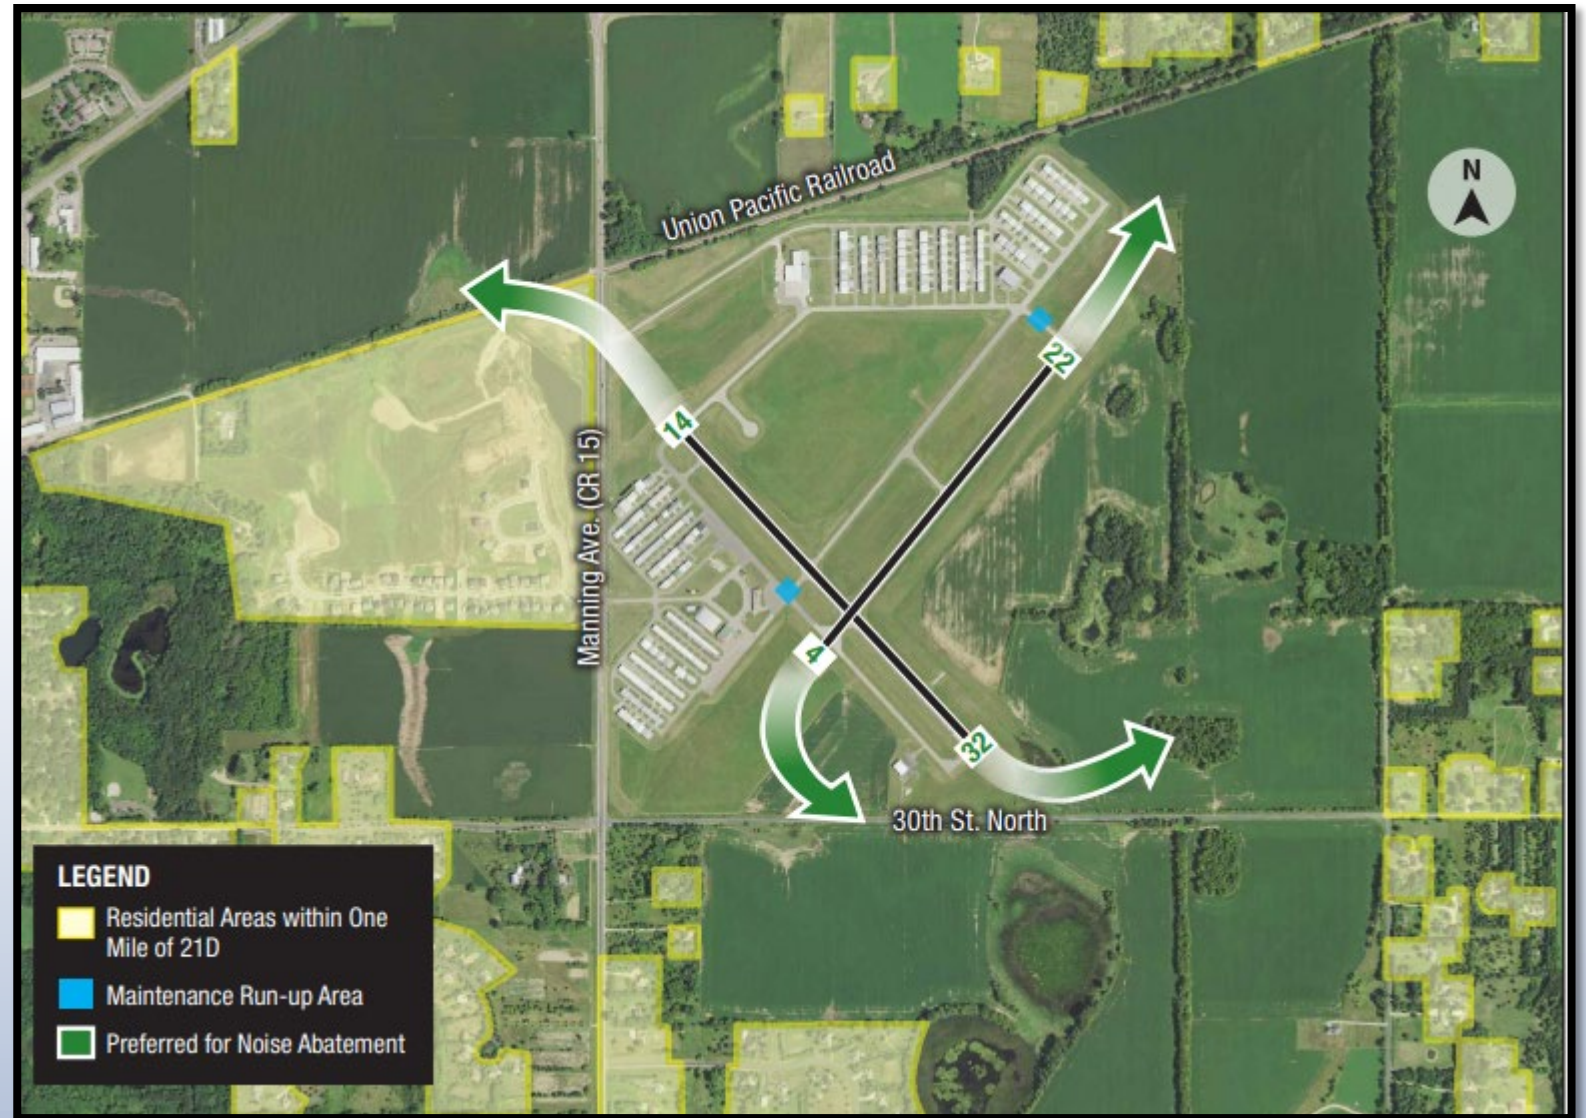 N
Union Pacific Railroad
22
14
Manning Ave. (CR 15)
4
32
30th St. North
LEGEND
Residential Areas within One
Mile of 21D
Maintenance Run-up Area
Preferred for Noise Abatement